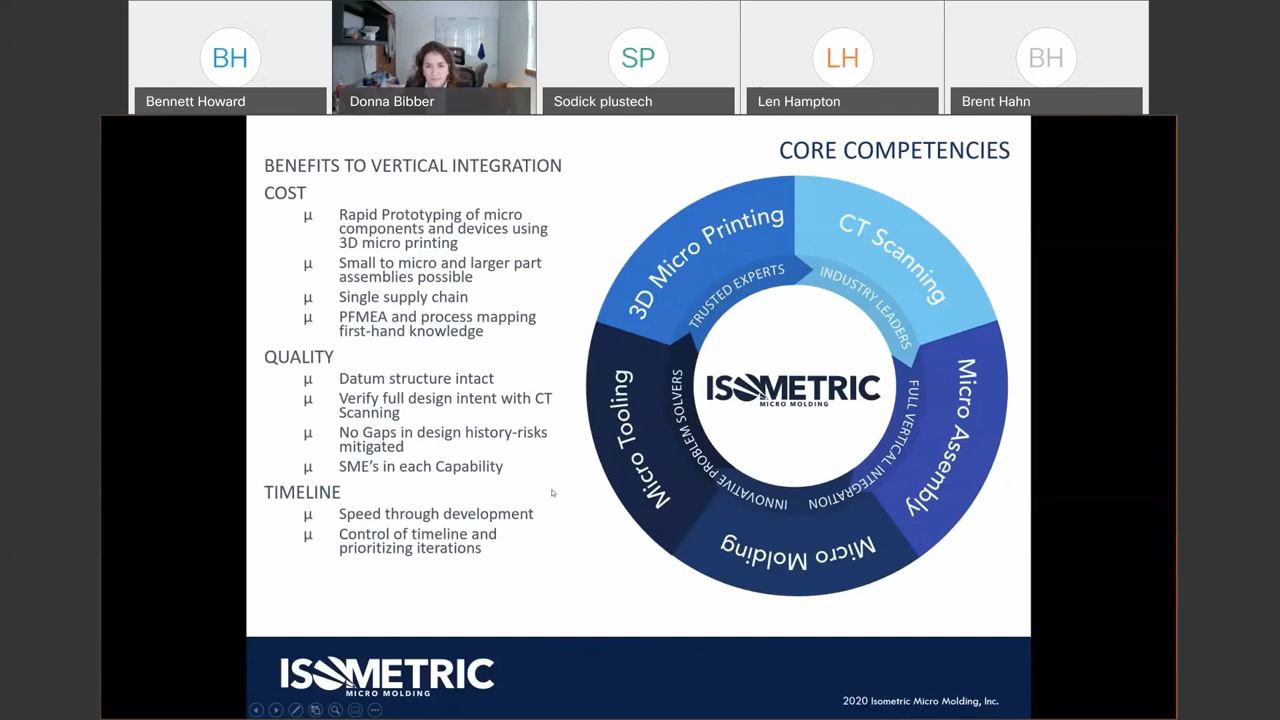 BH
Bennett Howard
Donna Bibber
SP
Sodick plustech
LH
Len Hampton
BH
Brent Hahn
BENEFITS TO VERTICAL INTEGRATION
COST
µ Rapid Prototyping of micro
components and devices using
3D micro printing
µ Small to micro and larger part
assemblies possible
µ Single supply chain
µ PFMEA and process mapping
first-hand knowledge
QUALITY
µ Datum structure intact
µ Verify full design intent with CT
Scanning
µ No Gaps in design history-risks
mitigated
µ SME's in each Capability
TIMELINE
µ Speed through development
µ Control of timeline and
prioritizing iterations
CORE COMPETENCIES
3D Micro Printing
CT Scanning
Micro Assembly
Micro Molding
Micro Tooling
TRUSTED EXPERTS
INDUSTRY LEADERS
FULL VERTICAL INTEGRATION
INNOVATIVE PROBLEM SOLVERS
ISOMETRIC
MICRO MOLDING
ISOMETRIC
MICRO MOLDING
2020 Isometric Micro Molding, Inc.